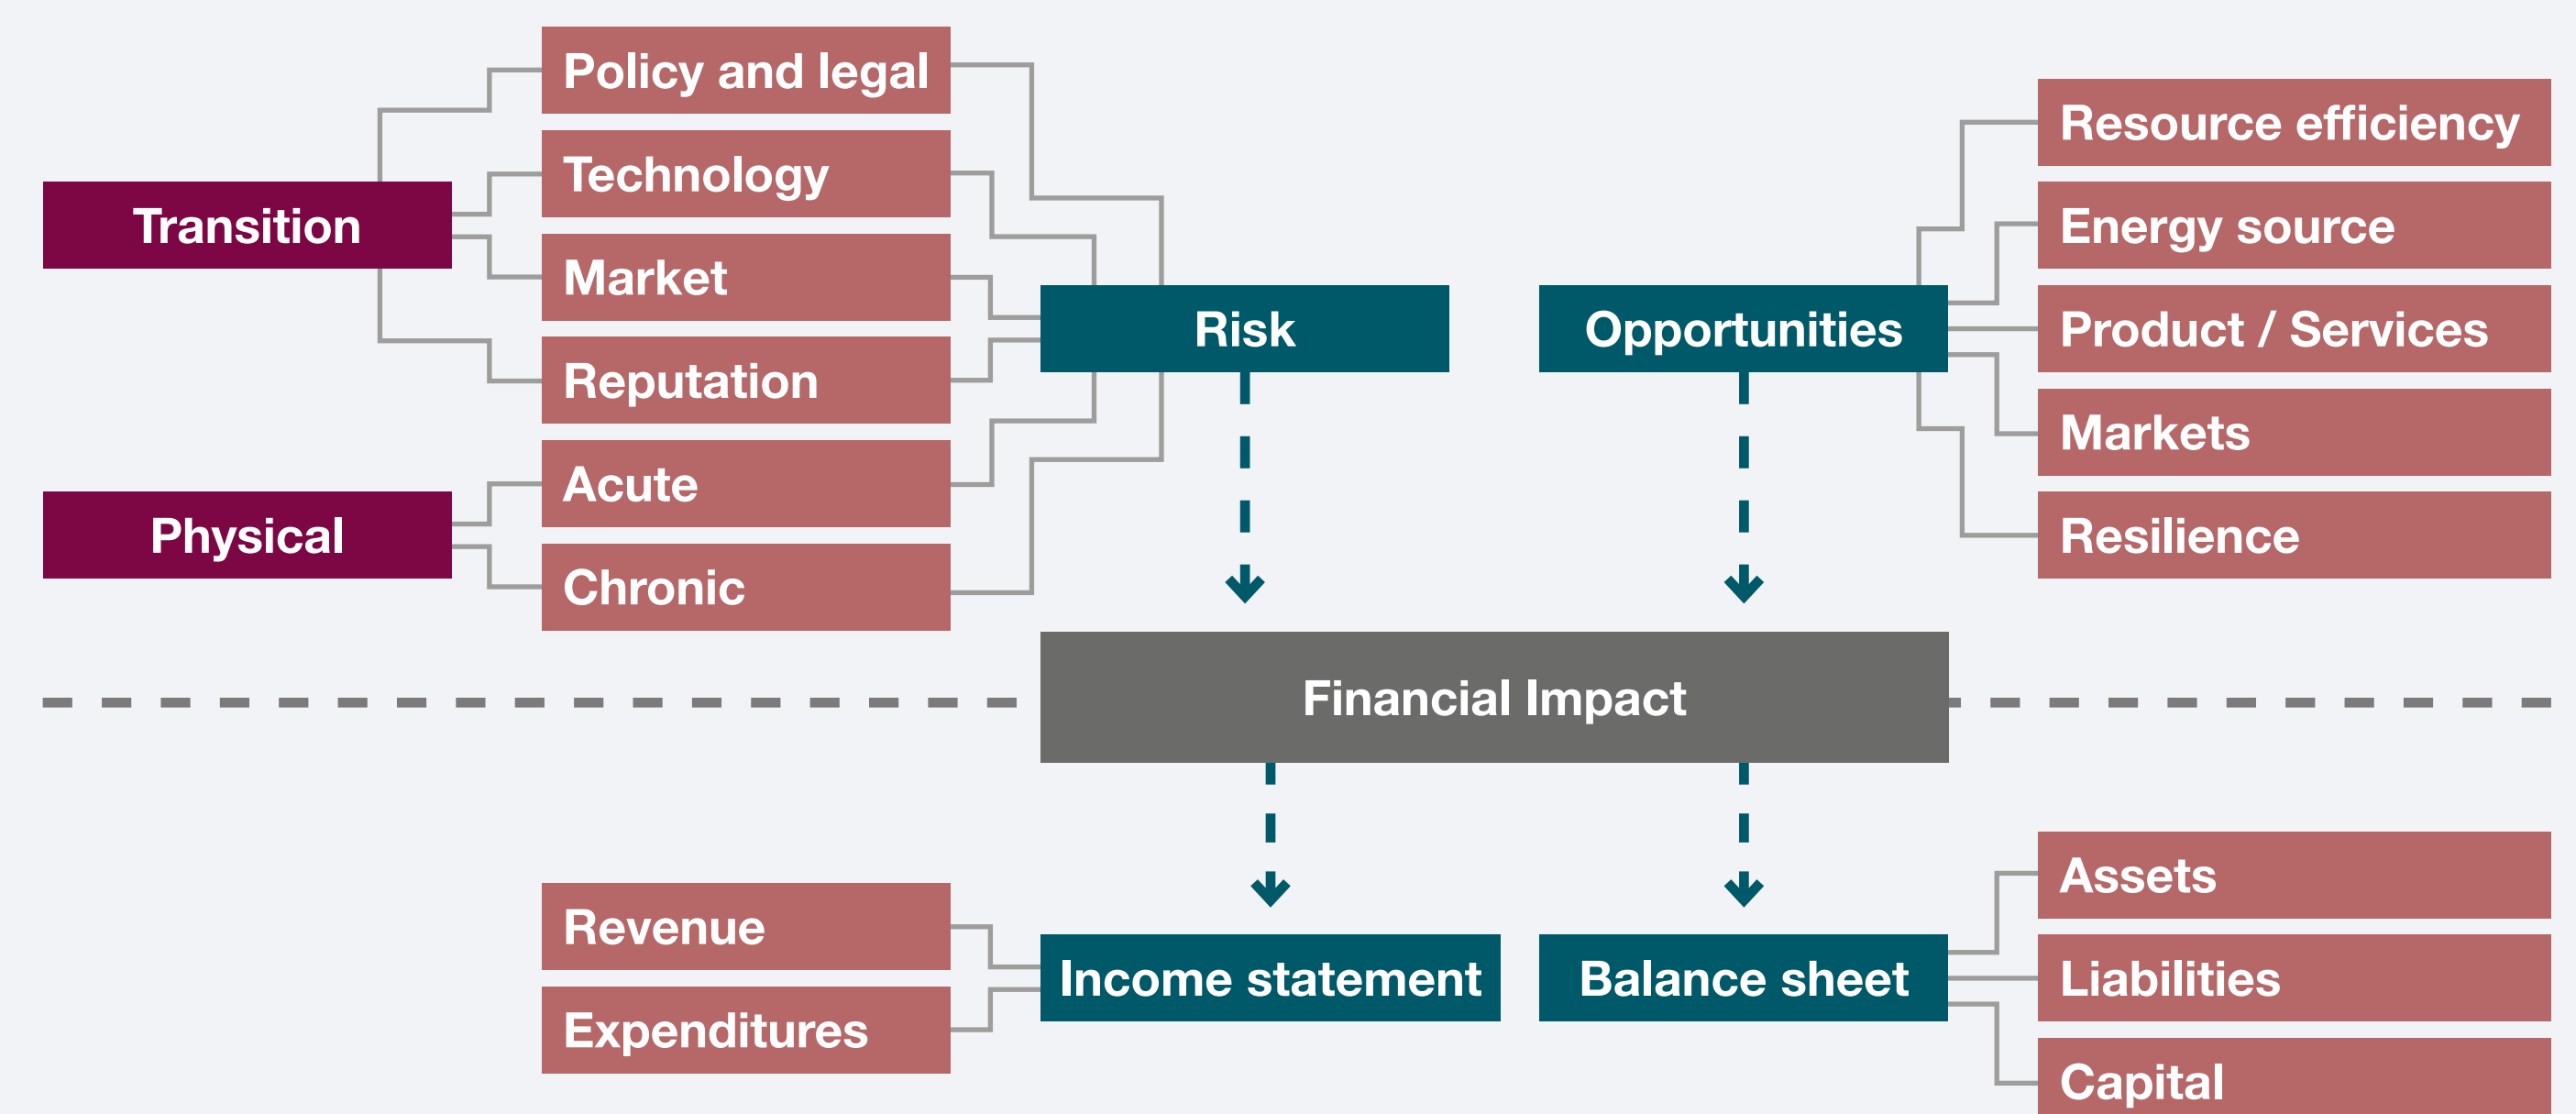 Transition
Physical
Policy and legal
Technology
Market
Reputation
Acute
Chronic
Risk
Opportunities
Resource efficiency
Energy source
Product / Services
Markets
Resilience
Financial Impact
Revenue
Expenditures
Income statement
Balance sheet
Assets
Liabilities
Capital